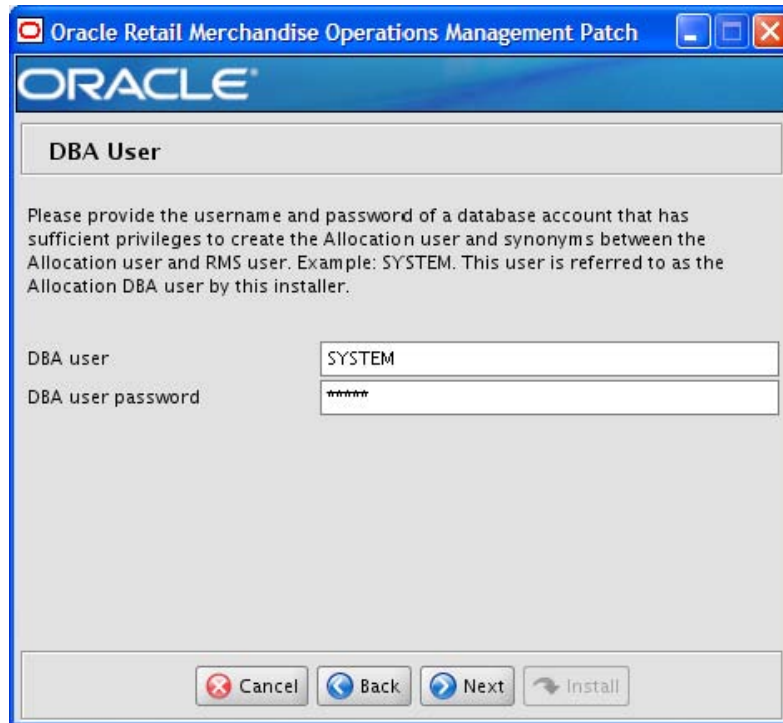 Oracle Retail Merchandise Operations Management Patch
ORACLE
DBA User
Please provide the username and password of a database account that has
sufficient privileges to create the Allocation user and synonyms between the
Allocation user and RMS user. Example: SYSTEM. This user is referred to as the
Allocation DBA user by this installer.
DBA user SYSTEM
DBA user password *****
Cancel Back Next Install